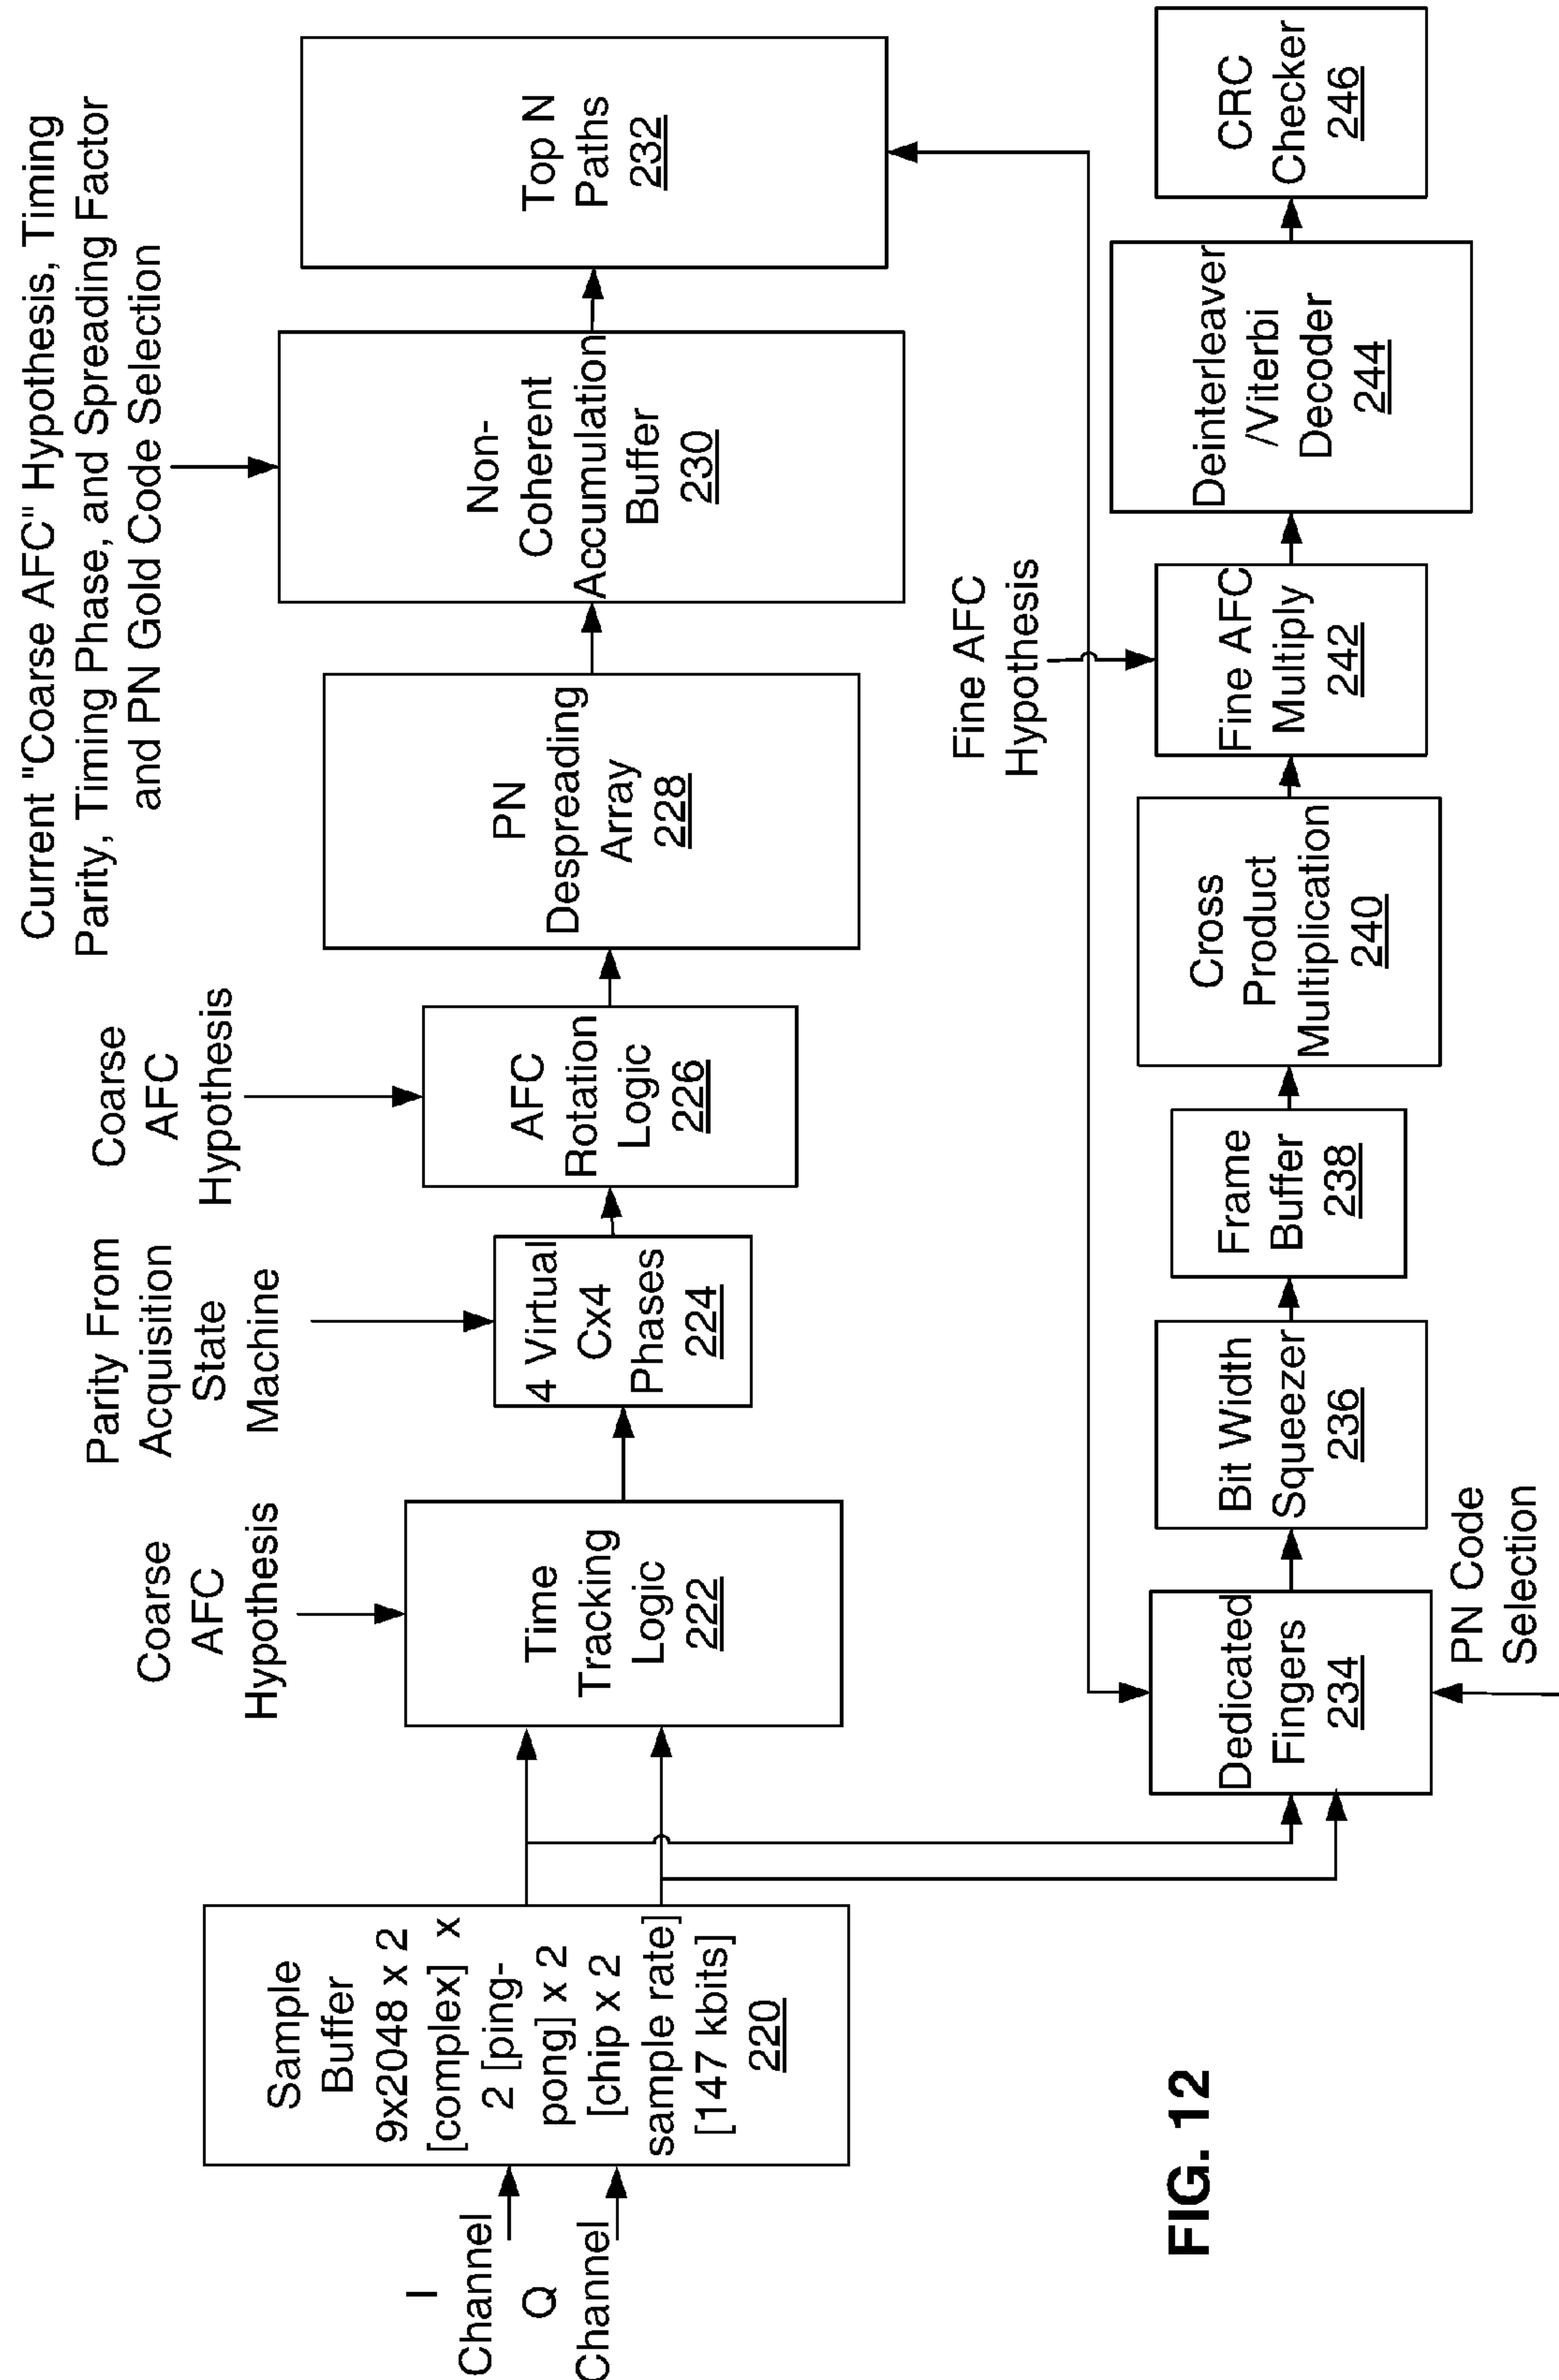 Current "Coarse AFC" Hypothesis, Timing
Parity, Timing Phase, and Spreading Factor
and PN Gold Code Selection
Coarse
AFC
Hypothesis
Parity From
Acquisition
State
Machine
Coarse
AFC
Hypothesis
I
Channel
Q
Channel
Sample
Buffer
9x2048 x 2
[complex] x
2 [ping-
pong] x 2
[chip x 2
sample rate]
[147 kbits]
220
Time
Tracking
Logic
222
4 Virtual
Cx4
Phases
224
AFC
Rotation
Logic
226
PN
Despreading
Array
228
Non-
Coherent
Accumulation
Buffer
230
Top N
Paths
232
Fine AFC
Hypothesis
Dedicated
Fingers
234
PN Code
Selection
Bit Width
Squeezer
236
Frame
Buffer
238
Cross
Product
Multiplication
240
Fine AFC
Multiply
242
Deinterleaver
/Viterbi
Decoder
244
CRC
Checker
246
FIG. 12